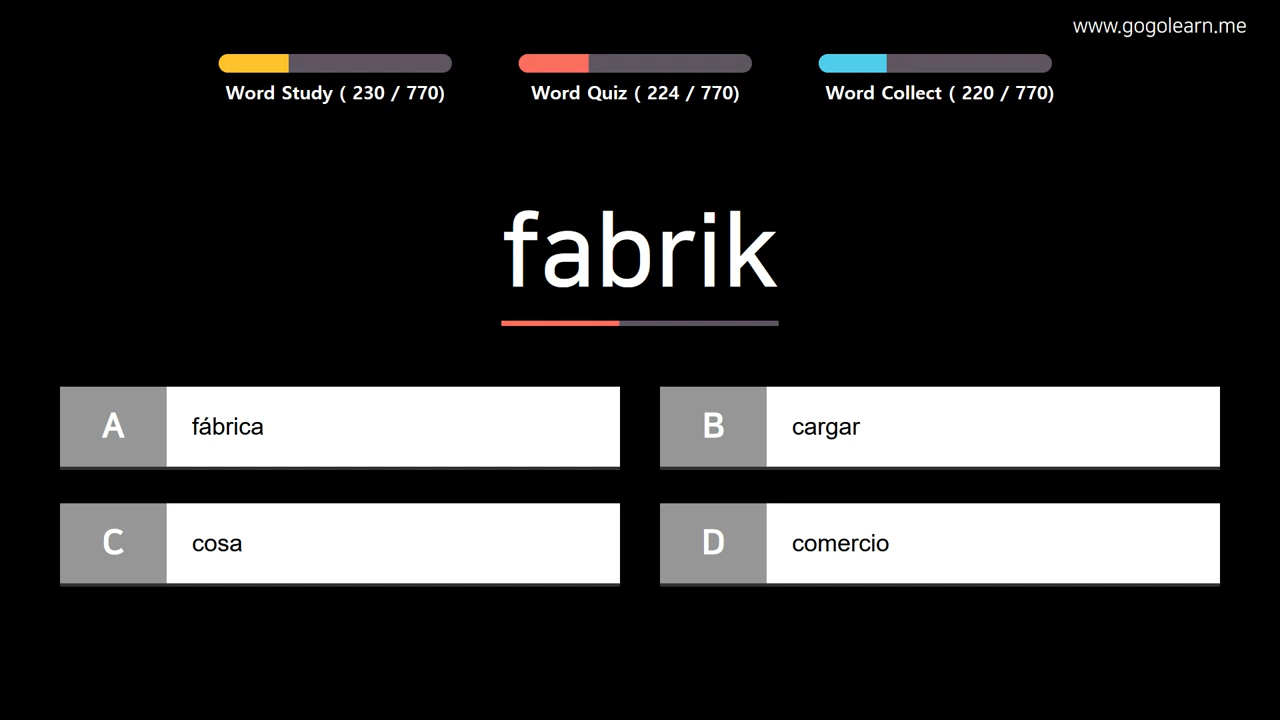 www.gogolearn.me
Word Study ( 230 / 770)
Word Quiz ( 224 / 770)
Word Collect ( 220 / 770)
fabrik
A fábrica
B cargar
C cosa
D comercio